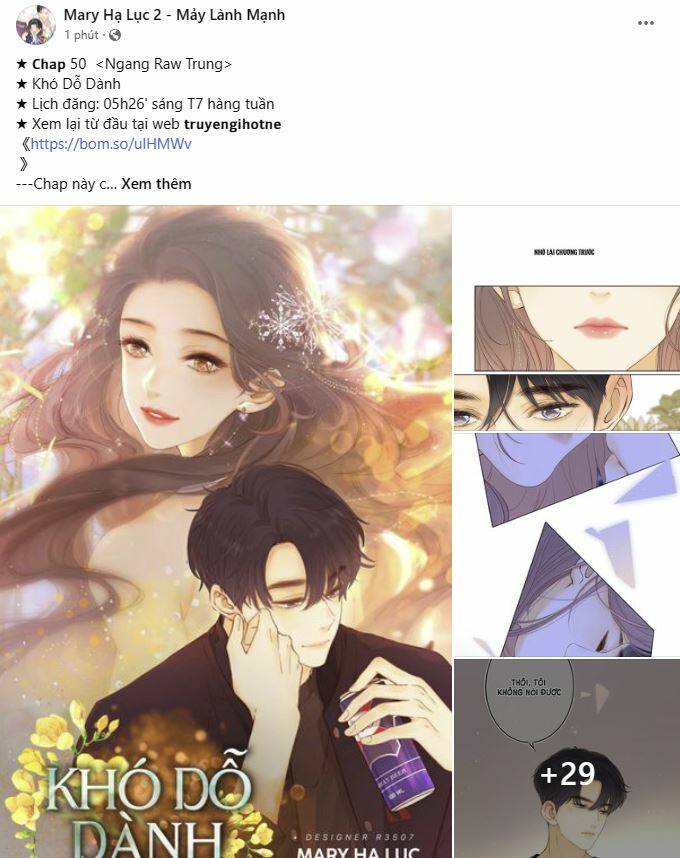 Mary Hạ Lục 2 - Mảy Lành Mạnh
1 phút ·
★ Chap 50 <Ngang Raw Trung>
★ Khó Dỗ Dành
★ Lịch đăng: 05h26' sáng T7 hàng tuần
★ Xem lại từ đầu tại web truyengihotne
《https://bom.so/ulHMWv
》
---Chap này c... Xem thêm
NHỚ LẠI CHƯƠNG TRƯỚC
THÔI, TÔI
KHÔNG NÓI ĐƯỢC
+29
KHÓ DỖ
DÀNH
• DESIGNER R3507
MARY HẠ LỤC